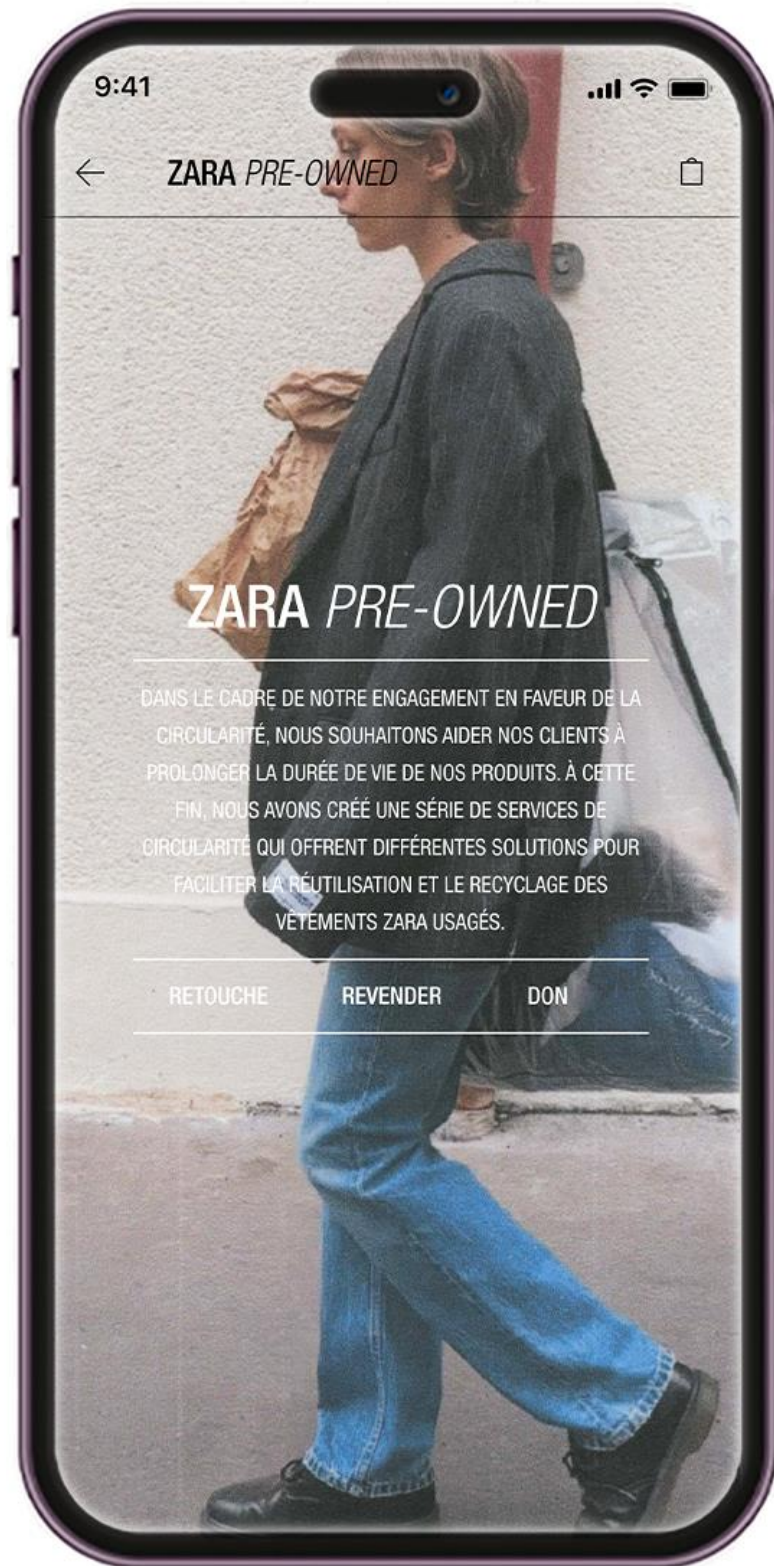 9:41
ZARA PRE-OWNED
ZARA PRE-OWNED
DANS LE CADRE DE NOTRE ENGAGEMENT EN FAVEUR DE LA
CIRCULARITÉ, NOUS SOUHAITONS AIDER NOS CLIENTS À
PROLONGER LA DURÉE DE VIE DE NOS PRODUITS. À CETTE
FIN, NOUS AVONS CRÉÉ UNE SÉRIE DE SERVICES DE
CIRCULARITÉ QUI OFFRENT DIFFÉRENTES SOLUTIONS POUR
FACILITER LA RÉUTILISATION ET LE RECYCLAGE DES
VÊTEMENTS ZARA USAGÉS.
RETOUCHE REVENDER DON